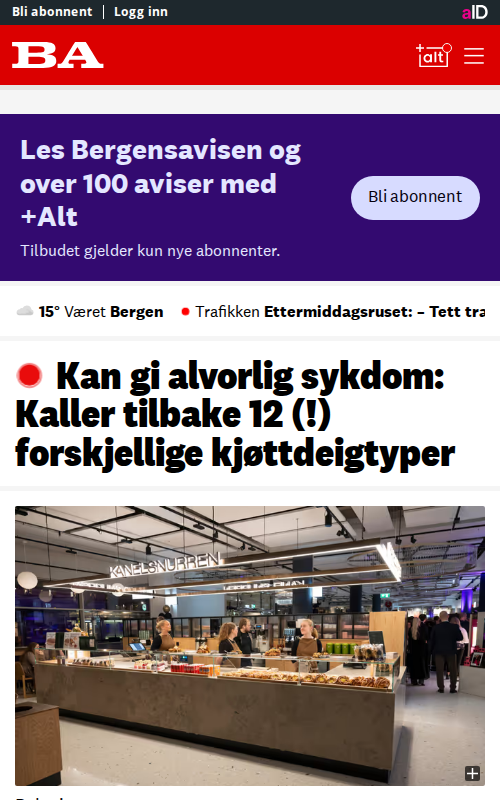 Bli abonnent | Logg inn
aID
BA
+alt
Les Bergensavisen og
over 100 aviser med
+Alt
Tilbudet gjelder kun nye abonnenter.
Bli abonnent
15° Været Bergen
Trafikken Ettermiddagsruset: – Tett tra
Kan gi alvorlig sykdom:
Kaller tilbake 12 (!)
forskjellige kjøttdeigtyper
KANELSNURREN